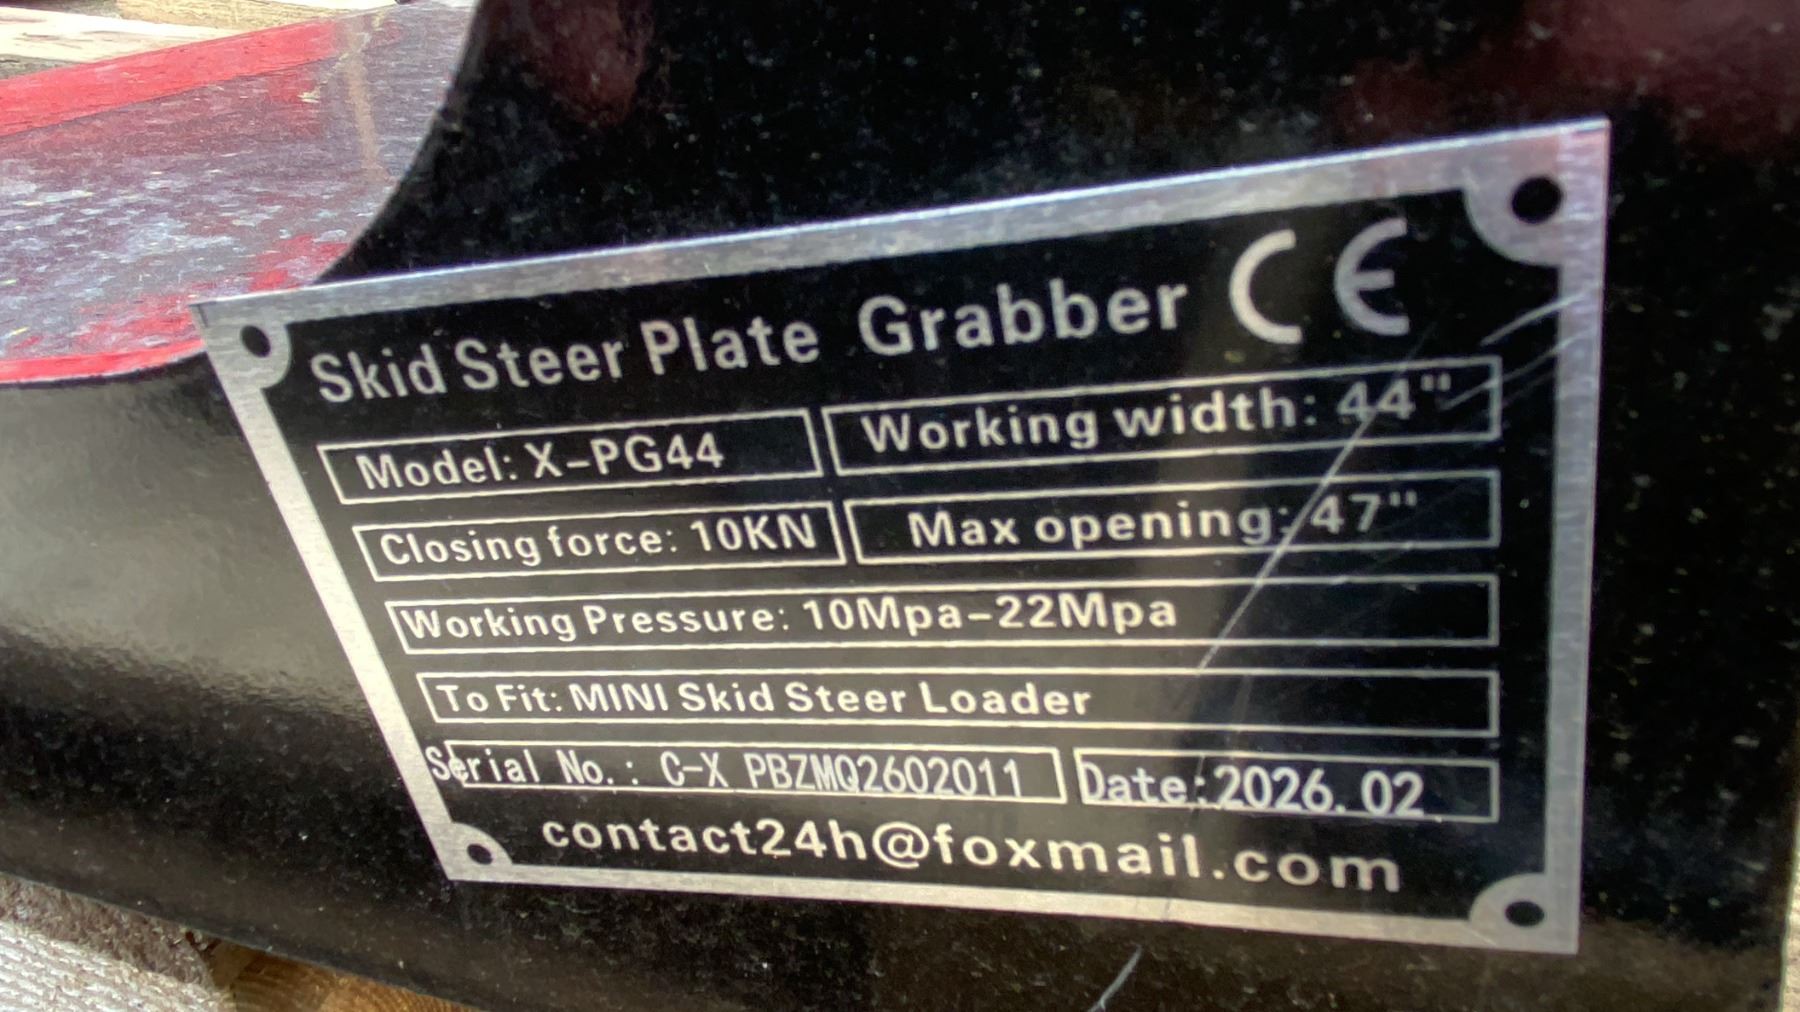 Skid Steer Plate Grabber CE
Model: X-PG44 Working width: 44"
Closing force: 10KN Max opening: 47"
Working Pressure: 10Mpa-22Mpa
To Fit: MINI Skid Steer Loader
Serial No.: C-X PBZMQ2602011 Date:2026.02
contact24h@foxmail.com